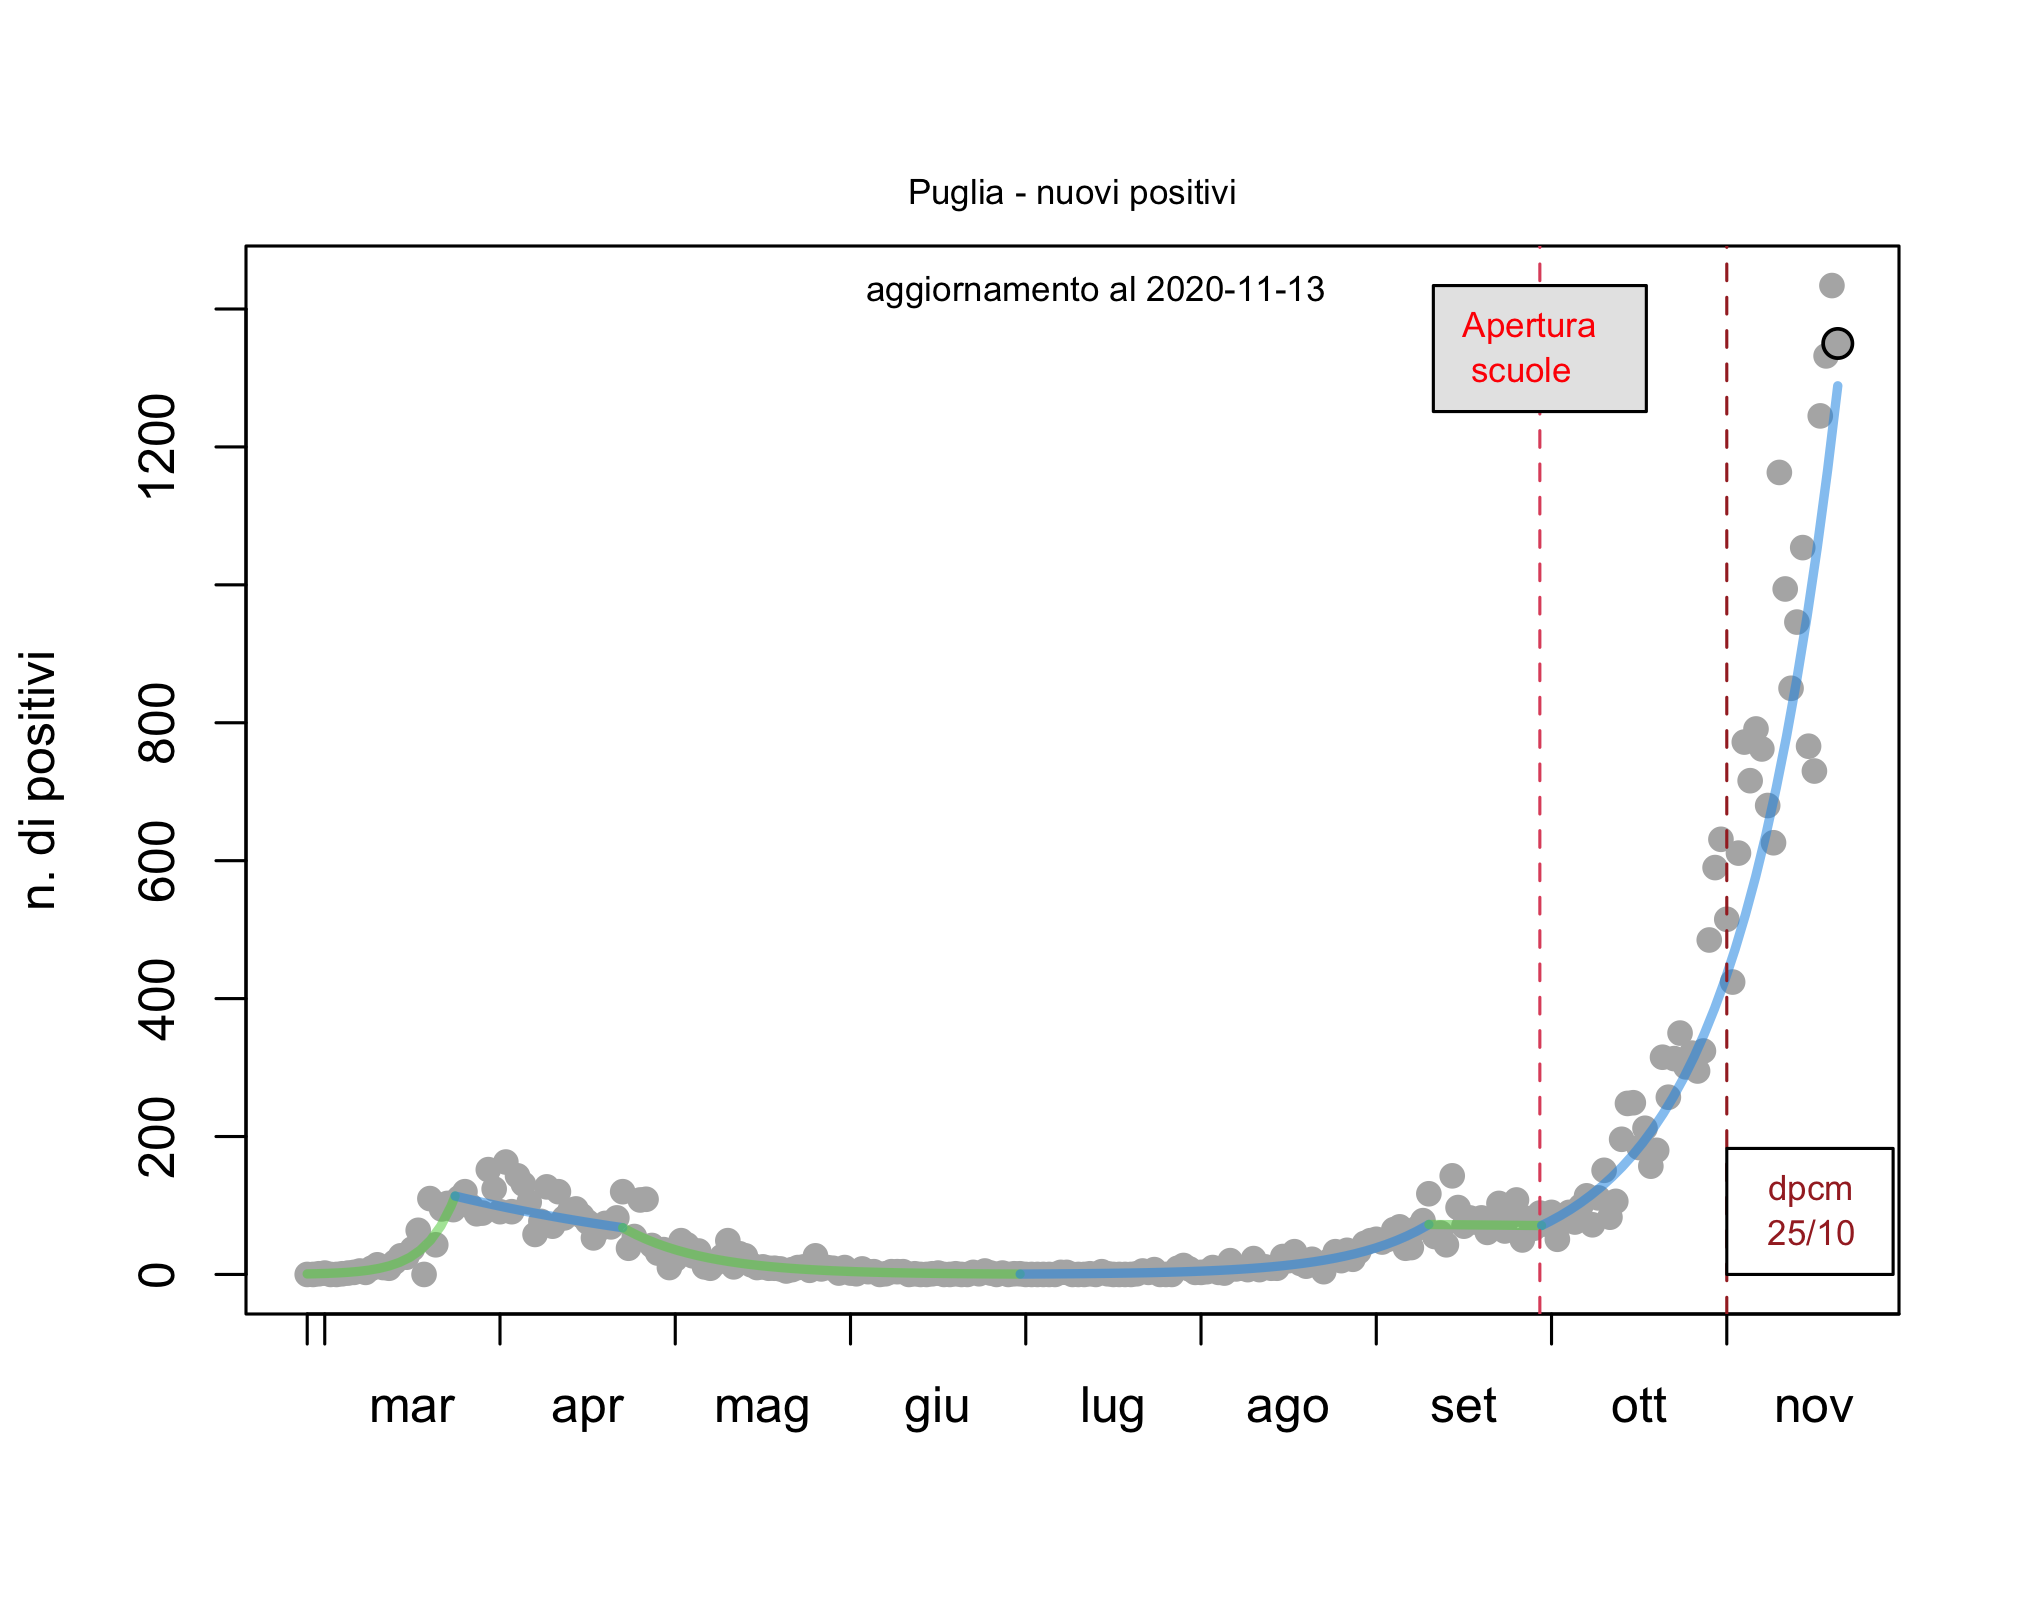 Puglia - nuovi positivi
aggiornamento al 2020-11-13
Apertura
scuole
n. di positivi
1200
800
600
400
200
0
dpcm
25/10
mar apr mag giu lug ago set ott nov